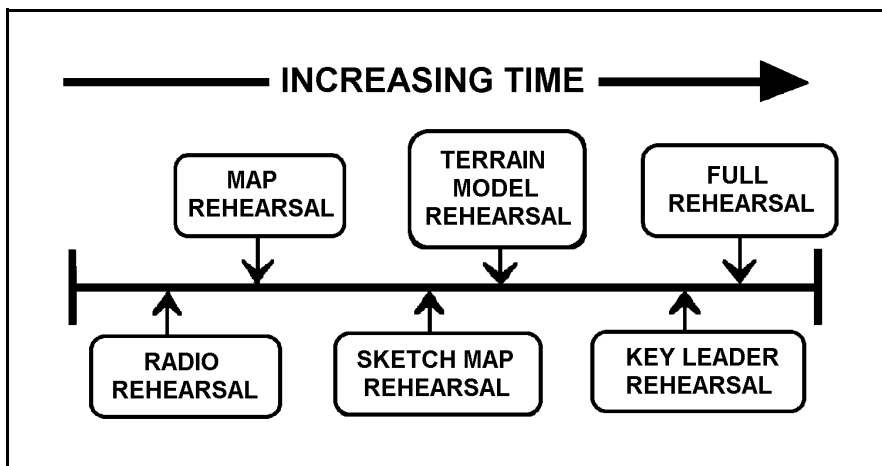 INCREASING TIME
MAP
REHEARSAL
TERRAIN
MODEL
REHEARSAL
FULL
REHEARSAL
RADIO
REHEARSAL
SKETCH MAP
REHEARSAL
KEY LEADER
REHEARSAL